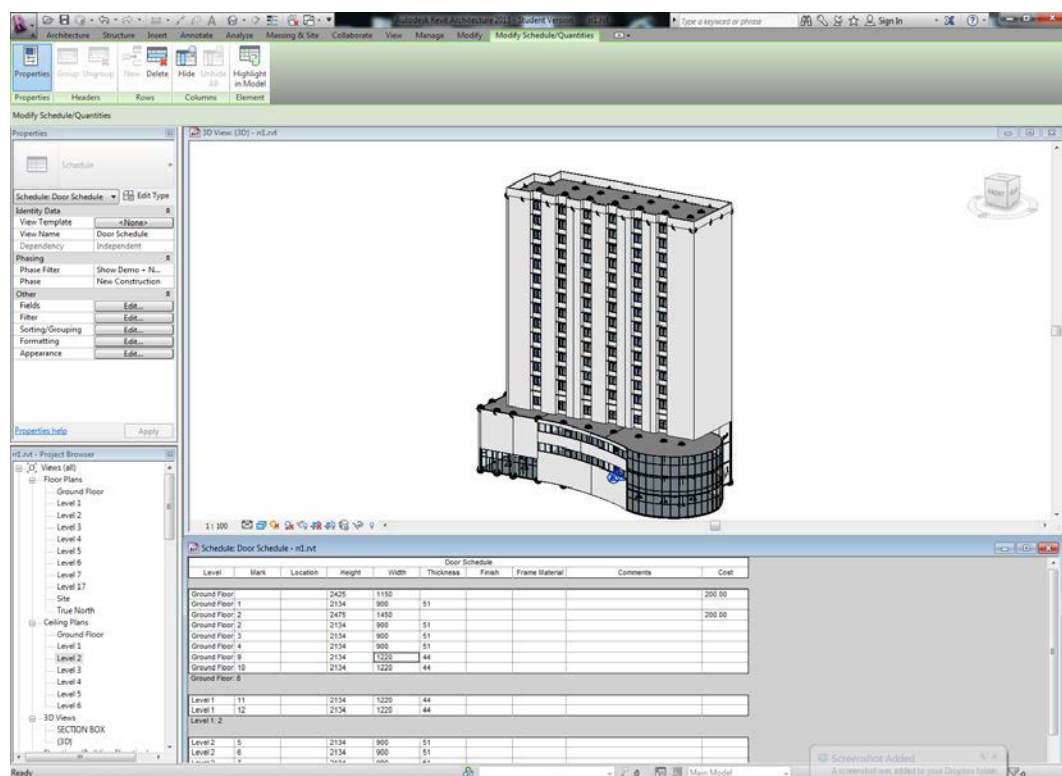 Autodesk Revit Architecture 2013 - Student Version - rr1.rvt
Type a keyword or phrase
Sign In
Architecture Structure Insert Annotate Analyze Massing & Site Collaborate View Manage Modify Modify Schedule/Quantities
Properties Group Ungroup New Delete Hide Unhide All Highlight in Model
Properties Headers Rows Columns Element
Modify Schedule/Quantities
Properties
Schedule
Schedule: Door Schedule Edit Type
Identity Data
View Template <None>
View Name Door Schedule
Dependency Independent
Phasing
Phase Filter Show Demo + N...
Phase New Construction
Other
Fields Edit...
Filter Edit...
Sorting/Grouping Edit...
Formatting Edit...
Appearance Edit...
Properties help Apply
rr1.rvt - Project Browser
Views (all)
Floor Plans
Ground Floor
Level 1
Level 2
Level 3
Level 4
Level 5
Level 6
Level 7
Level 17
Site
True North
Ceiling Plans
Ground Floor
Level 1
Level 2
Level 3
Level 4
Level 5
Level 6
3D Views
SECTION BOX
{3D}
Ready
3D View: {3D} - rr1.rvt
FRONT
1 : 100
Schedule: Door Schedule - rr1.rvt
Door Schedule
Level Mark Location Height Width Thickness Finish Frame Material Comments Cost
Ground Floor 2425 1150 200.00
Ground Floor 1 2134 900 51
Ground Floor 2 2475 1450 200.00
Ground Floor 2 2134 900 51
Ground Floor 3 2134 900 51
Ground Floor 4 2134 900 51
Ground Floor 9 2134 1220 44
Ground Floor 10 2134 1220 44
Ground Floor: 8
Level 1 11 2134 1220 44
Level 1 12 2134 1220 44
Level 1: 2
Level 2 5 2134 900 51
Level 2 6 2134 900 51
Level 2 7 2134 900 51
Main Model
Screenshot Added
A screenshot was added to your Dropbox folder.